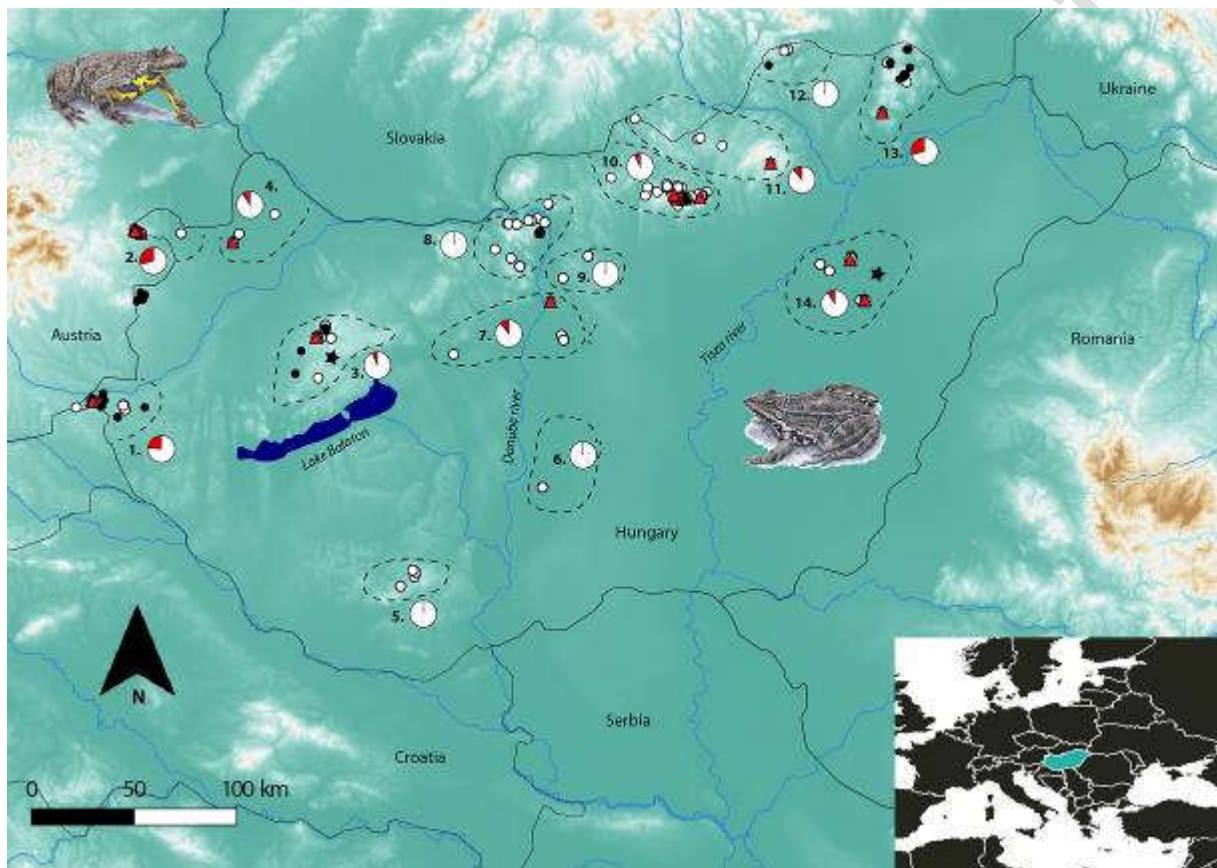 Ukraine
12.
Slovakia
13.
10.
11.
4.
8.
2.
9.
14.
Austria
7.
Romania
3.
Tisza river
Danube river
Lake Balaton
1.
6.
Hungary
5.
N
Serbia
Croatia
0 100 km